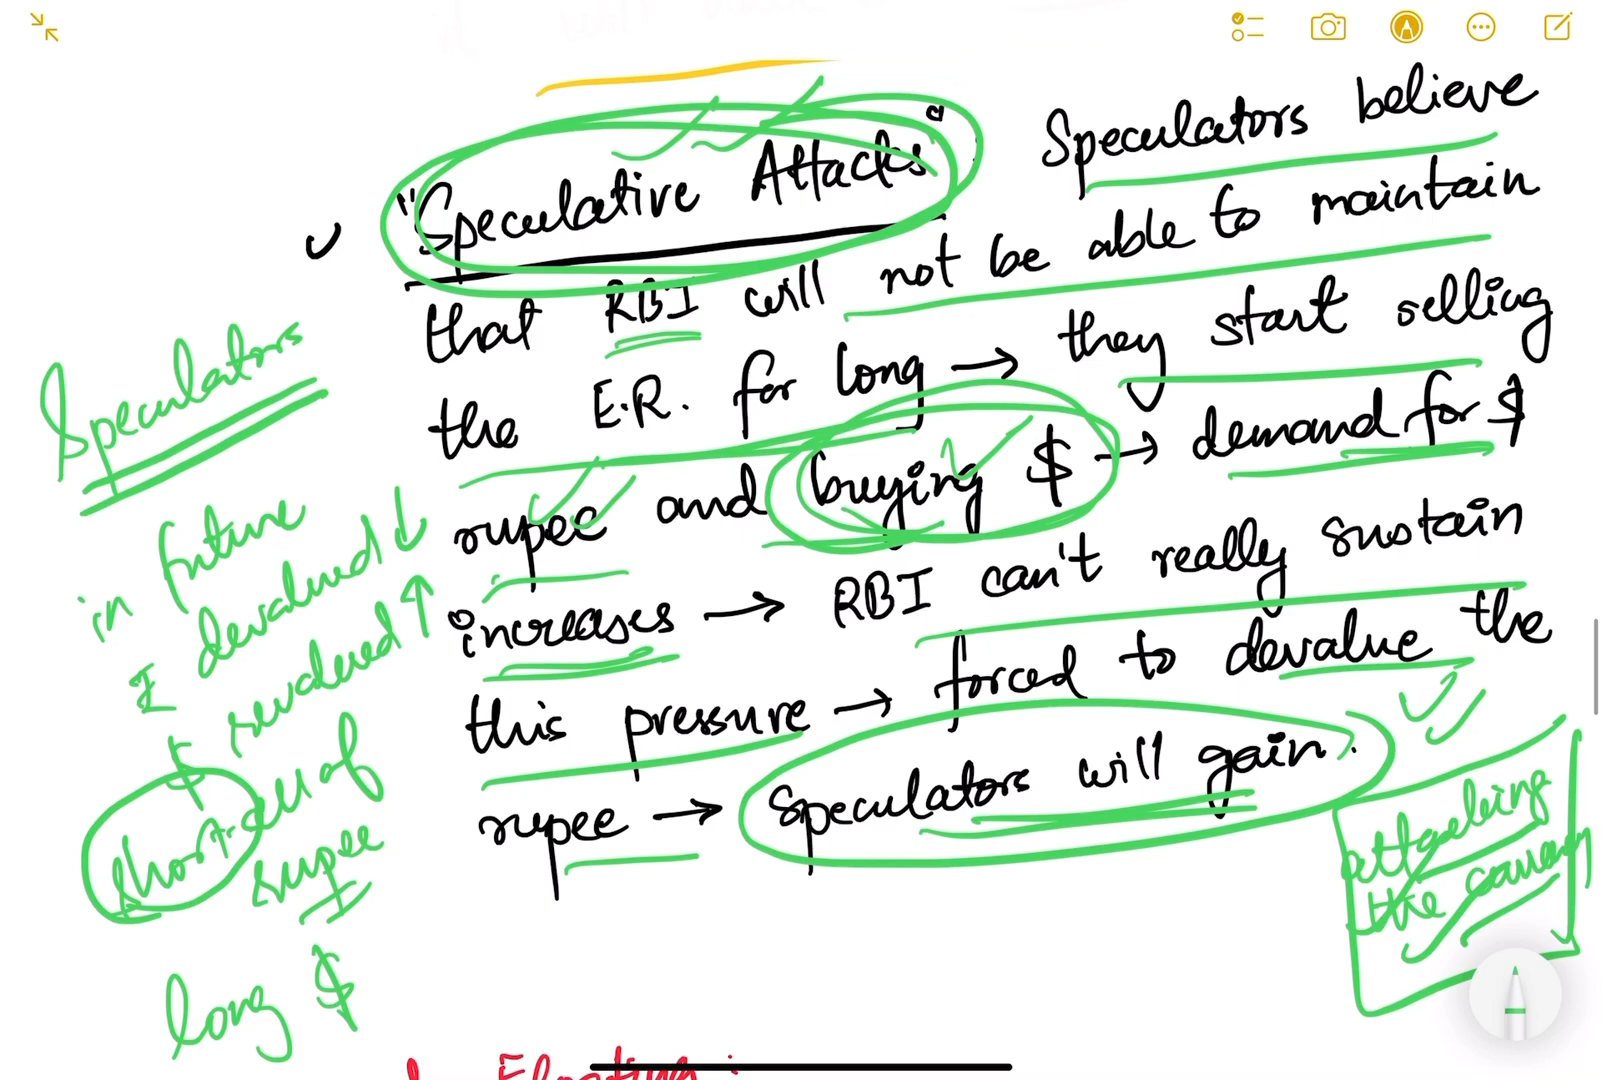 "Speculative Attacks" Speculators believe
that RBI will not be able to maintain
the E.R. for long → they start selling
rupee and buying $ → demand for $
increases → RBI can't really sustain
this pressure → forced to devalue the
rupee → Speculators will gain.
Speculators
in future
₹ devalued ↓
$ revalued ↑
short-sell of
rupee
long $
attacking
the currency
Floating :